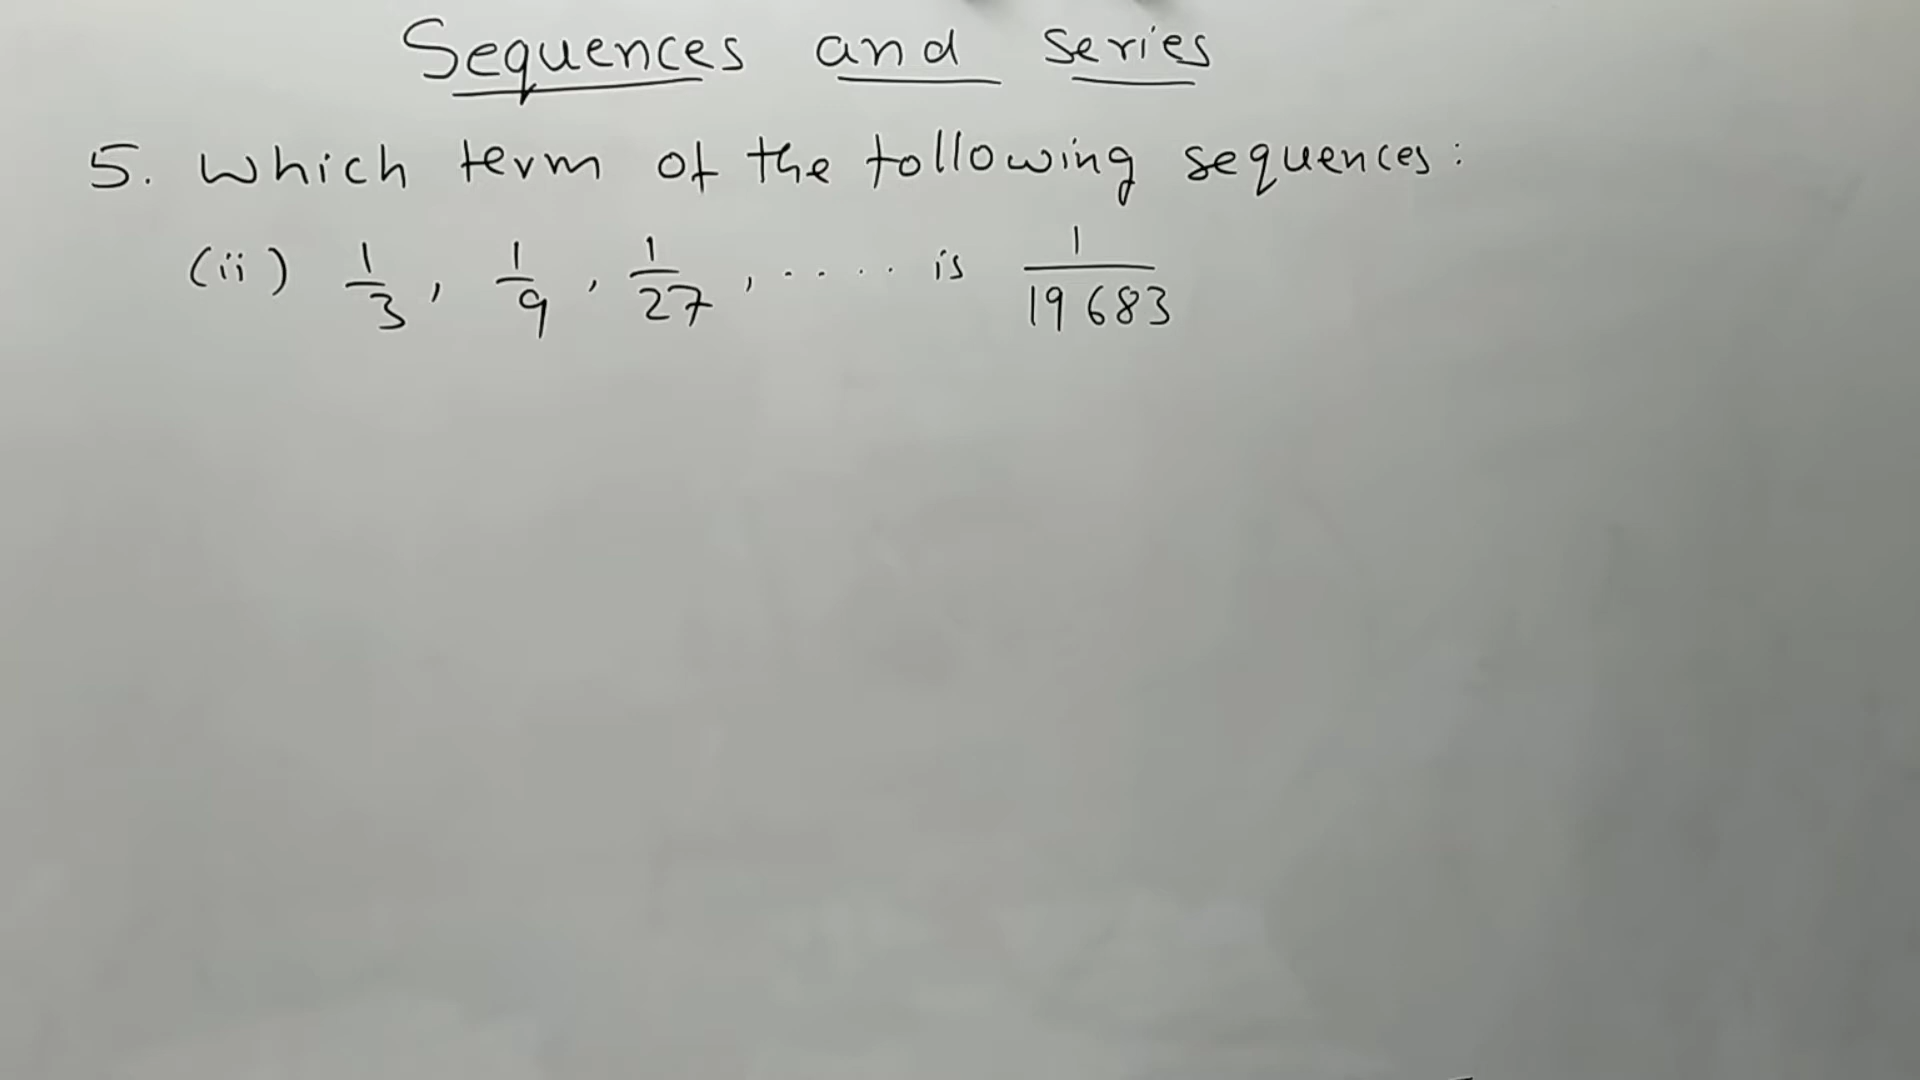 Sequences and series
5. Which term of the following sequences:
(ii) 1/3, 1/9, 1/27, ..... is 1/19683